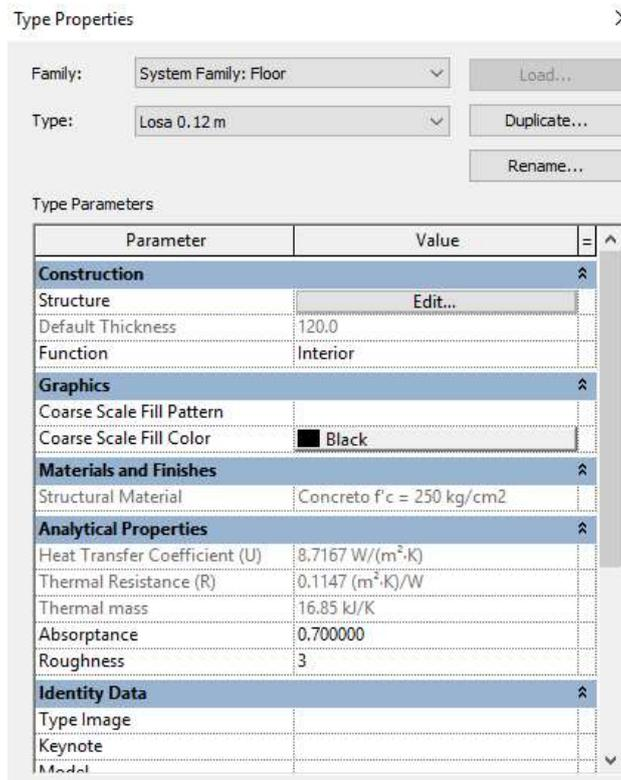 Type Properties
Family: System Family: Floor Load...
Type: Losa 0.12 m Duplicate...
Rename...
Type Parameters
Parameter Value =
Construction
Structure Edit...
Default Thickness 120.0
Function Interior
Graphics
Coarse Scale Fill Pattern
Coarse Scale Fill Color Black
Materials and Finishes
Structural Material Concreto f'c = 250 kg/cm2
Analytical Properties
Heat Transfer Coefficient (U) 8.7167 W/(m²·K)
Thermal Resistance (R) 0.1147 (m²·K)/W
Thermal mass 16.85 kJ/K
Absorptance 0.700000
Roughness 3
Identity Data
Type Image
Keynote
Model